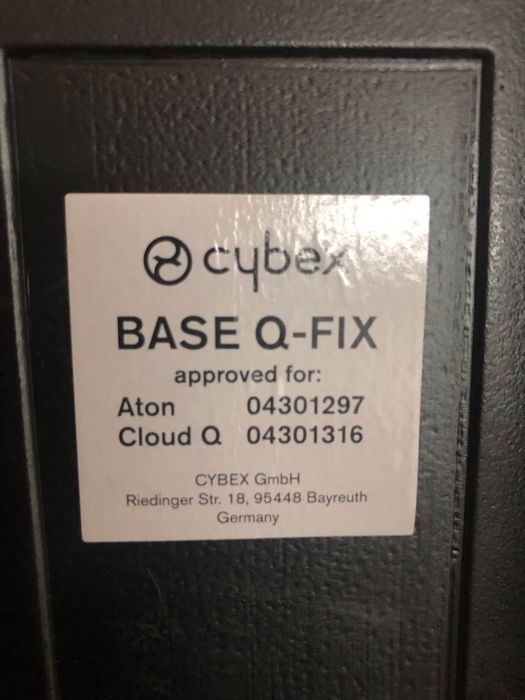 cybex
BASE Q-FIX
approved for:
Aton 04301297
Cloud Q 04301316
CYBEX GmbH
Riedinger Str. 18, 95448 Bayreuth
Germany